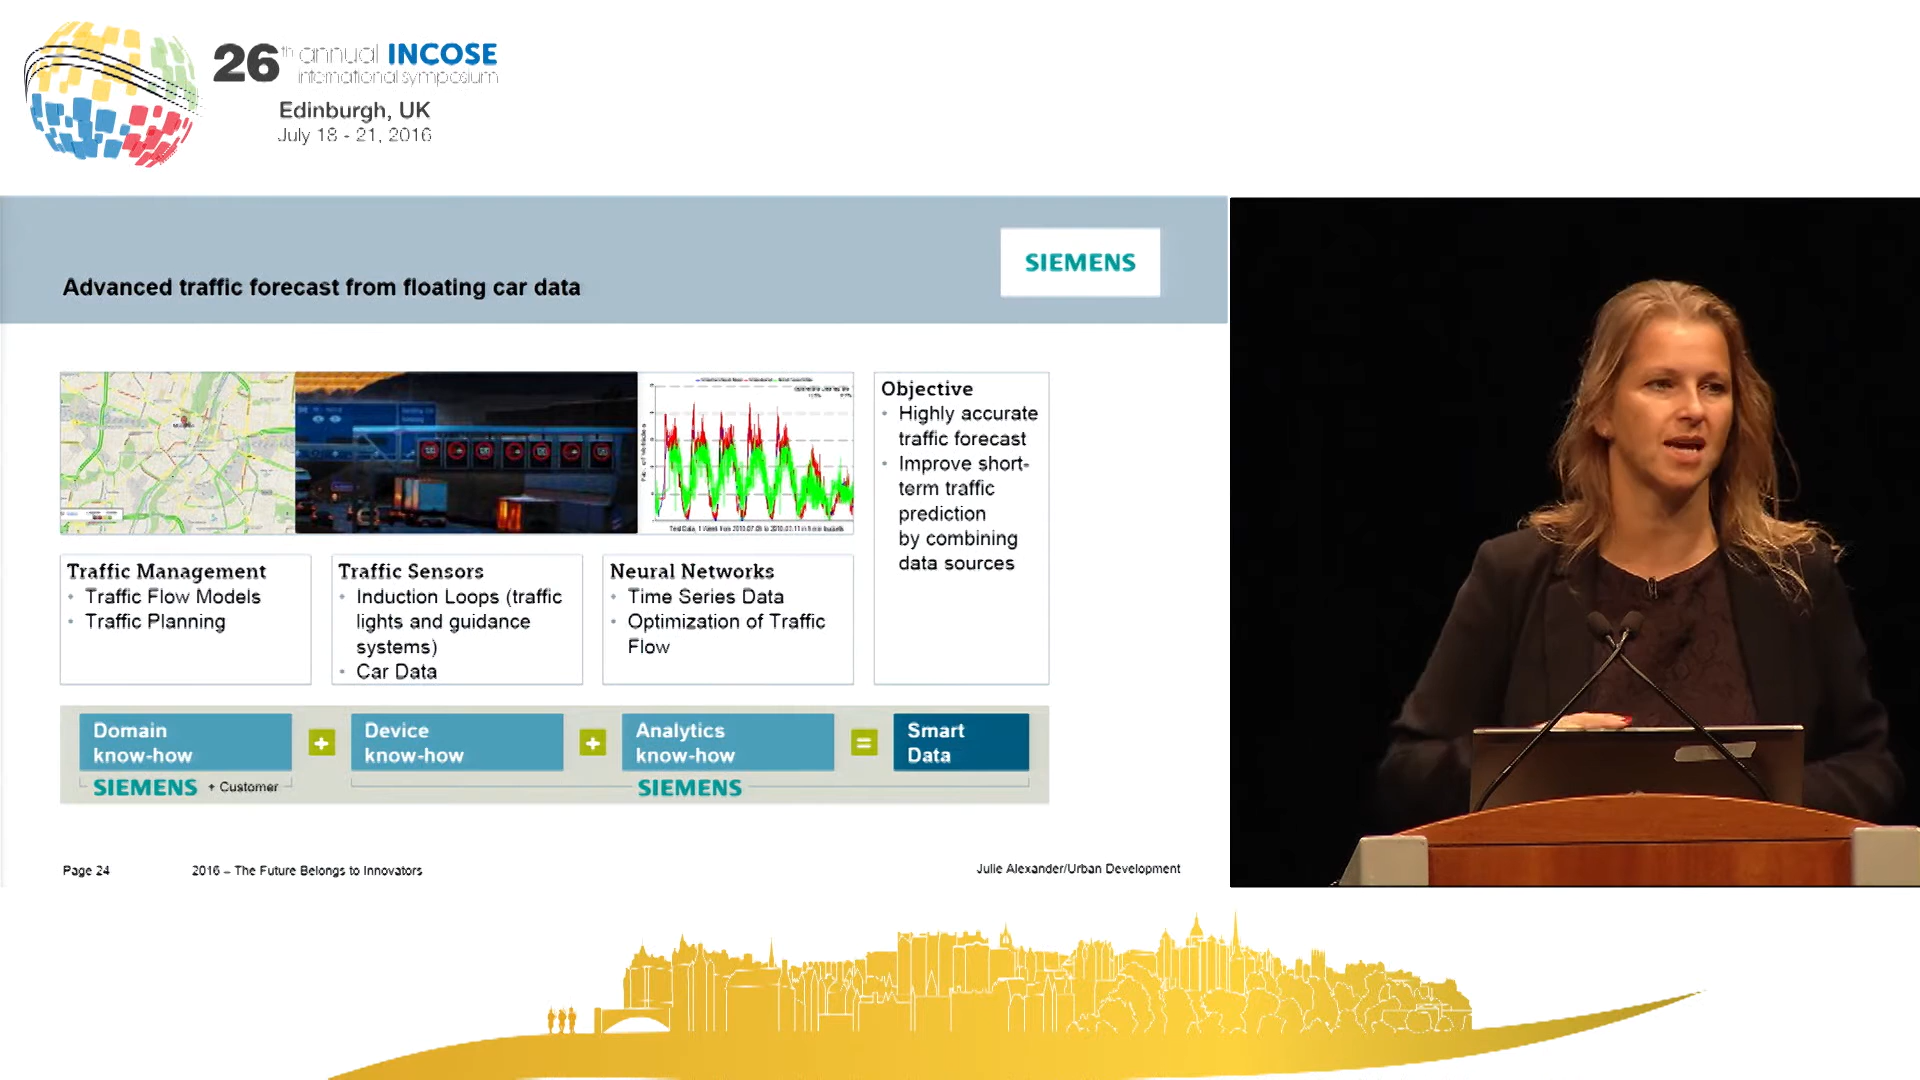 26th annual INCOSE
international symposium
Edinburgh, UK
July 18 - 21, 2016
SIEMENS
Advanced traffic forecast from floating car data
Objective
• Highly accurate
traffic forecast
• Improve short-
term traffic
prediction
by combining
data sources
Traffic Management
• Traffic Flow Models
• Traffic Planning
Traffic Sensors
• Induction Loops (traffic
lights and guidance
systems)
• Car Data
Neural Networks
• Time Series Data
• Optimization of Traffic
Flow
Domain
know-how
+
Device
know-how
+
Analytics
know-how
=
Smart
Data
SIEMENS + Customer
SIEMENS
Page 24
2016 – The Future Belongs to Innovators
Julie Alexander/Urban Development